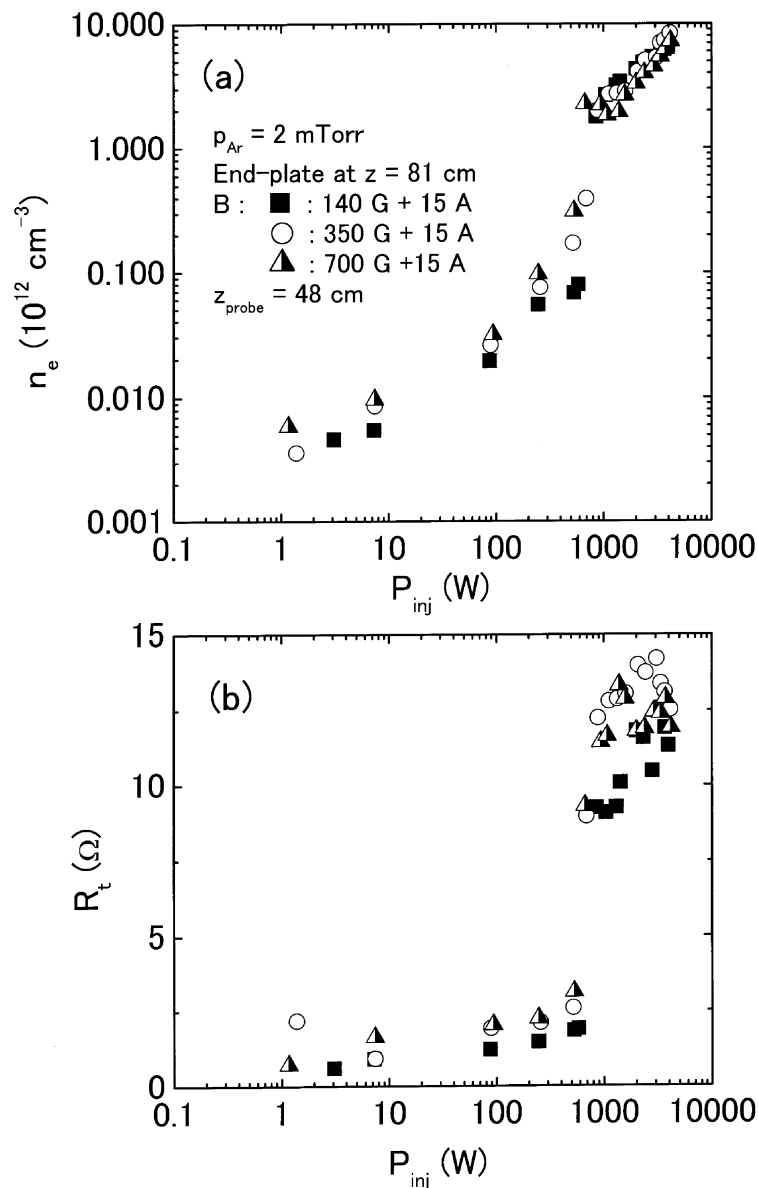 10.000
(a)
p_Ar = 2 mTorr
1.000
End-plate at z = 81 cm
B : ■ : 140 G + 15 A
○ : 350 G + 15 A
: 700 G +15 A
0.100
z_probe = 48 cm
n_e (10^12 cm^−3)
0.010
0.001
0.1 1 10 100 1000 10000
P_inj (W)
15
(b)
10
R_t (Ω)
5
0
0.1 1 10 100 1000 10000
P_inj (W)